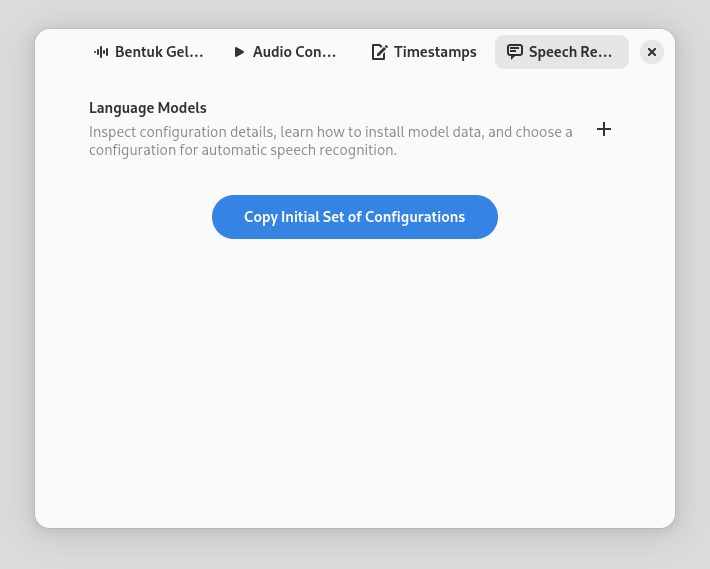 Bentuk Gel… Audio Con… Timestamps Speech Re…
Language Models
Inspect configuration details, learn how to install model data, and choose a
configuration for automatic speech recognition.
Copy Initial Set of Configurations